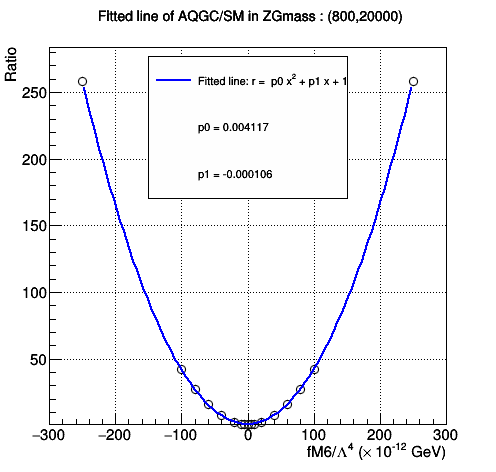 FItted line of AQGC/SM in ZGmass : (800,20000)
Ratio
Fitted line: r = p0 x² + p1 x + 1
p0 = 0.004117
p1 = -0.000106
250
200
150
100
50
−300 −200 −100 0 100 200 300
fM6/Λ⁴ (× 10⁻¹² GeV)